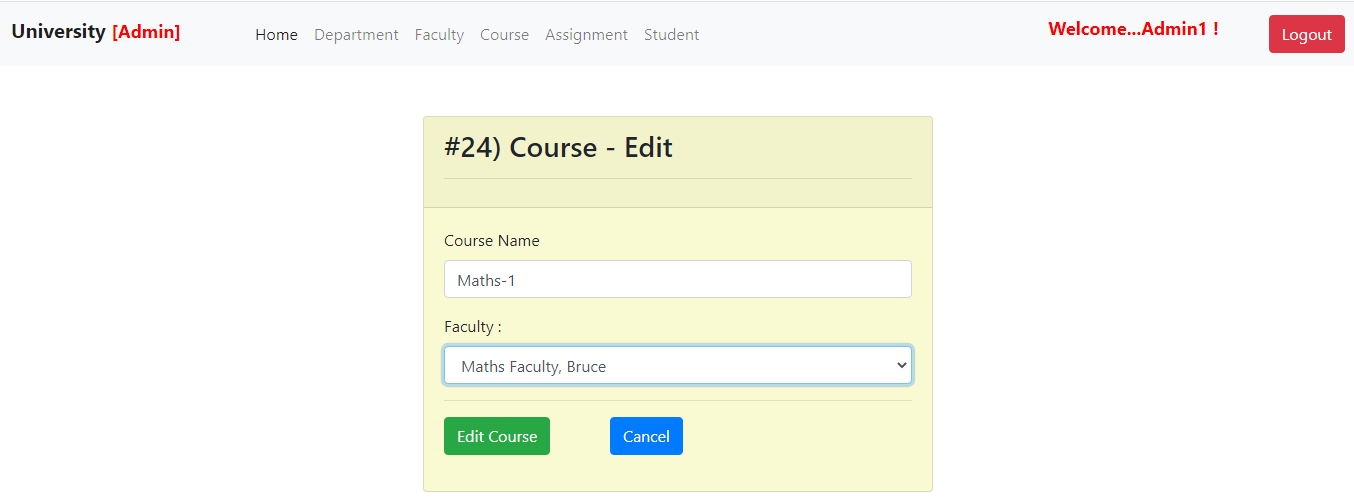 University [Admin] Home Department Faculty Course Assignment Student Welcome...Admin1 ! Logout
#24) Course - Edit
Course Name
Maths-1
Faculty :
Maths Faculty, Bruce
Edit Course Cancel